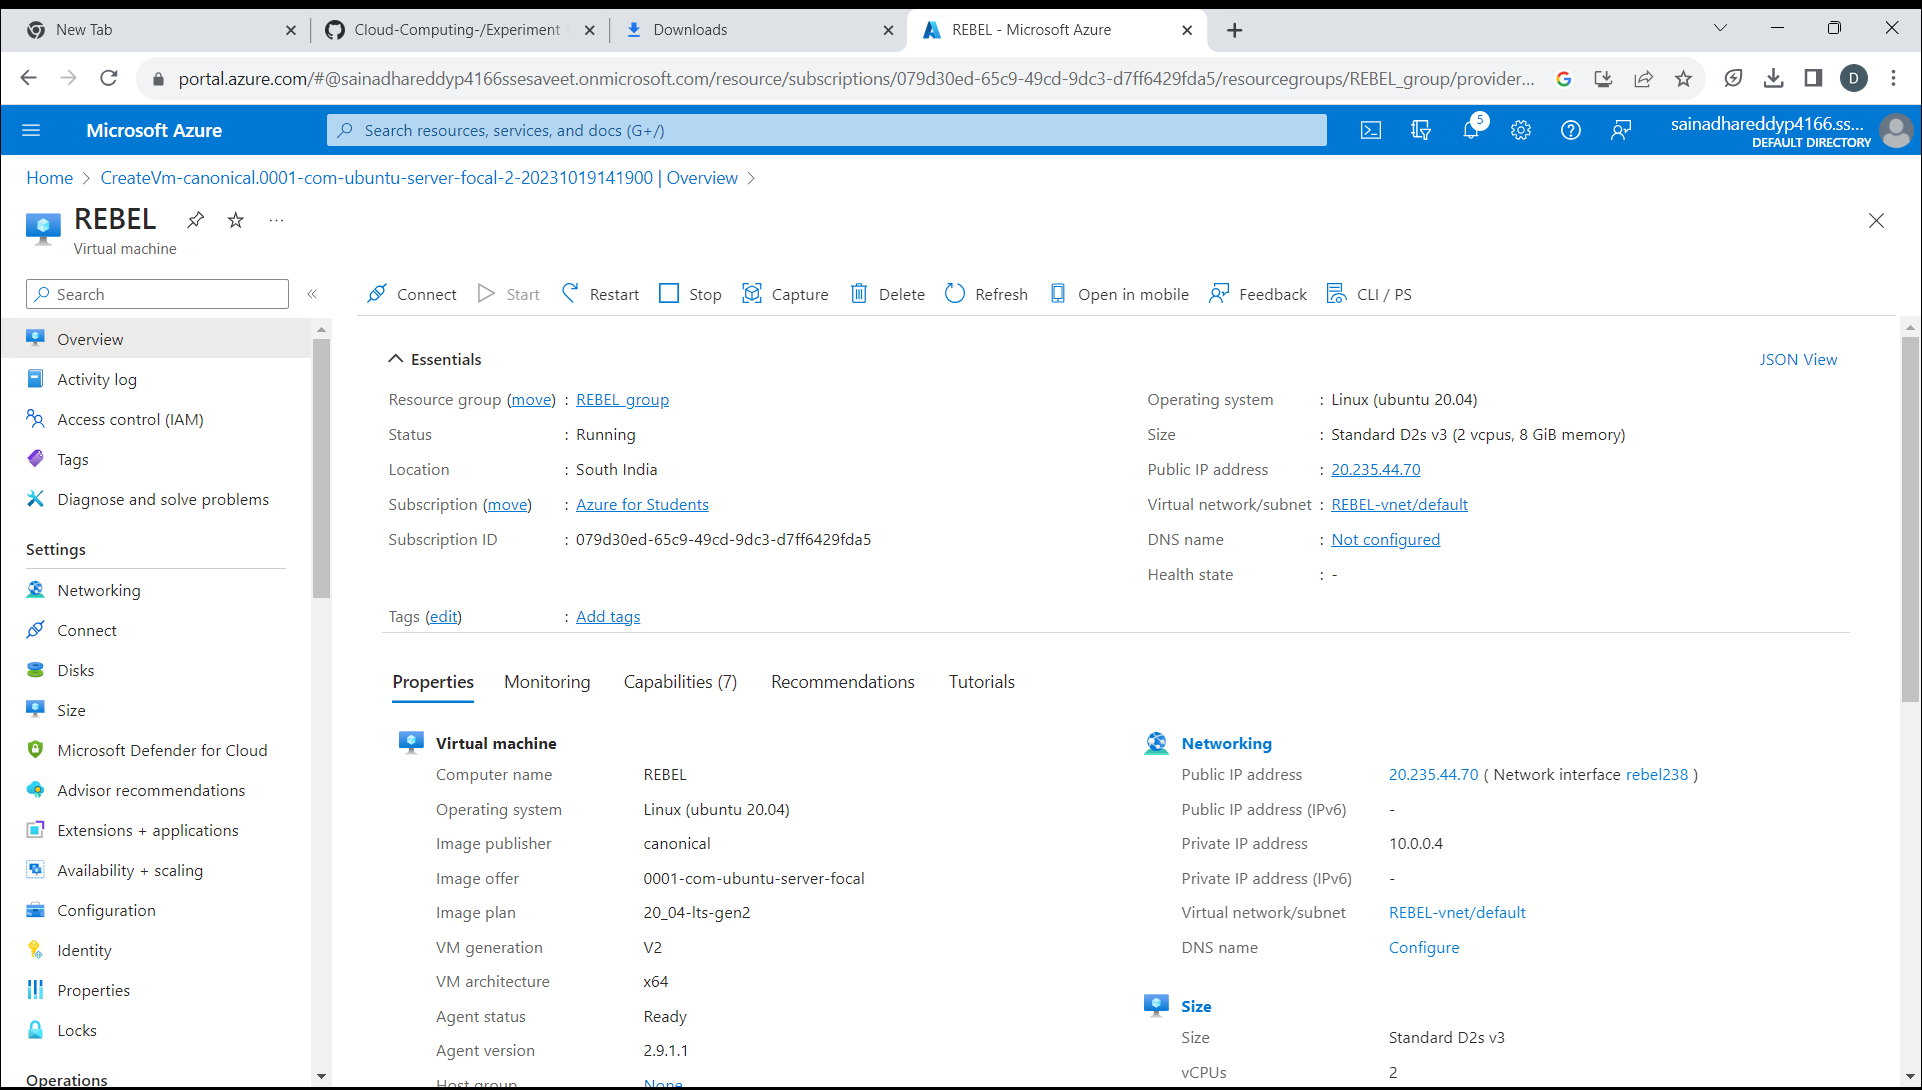 New Tab
Cloud-Computing-/Experiment
Downloads
REBEL - Microsoft Azure
portal.azure.com/#@sainadhareddyp4166ssesaveet.onmicrosoft.com/resource/subscriptions/079d30ed-65c9-49cd-9dc3-d7ff6429fda5/resourcegroups/REBEL_group/provider...
D
Microsoft Azure
Search resources, services, and docs (G+/)
5
sainadhareddyp4166.ss...
DEFAULT DIRECTORY
Home > CreateVm-canonical.0001-com-ubuntu-server-focal-2-20231019141900 | Overview >
REBEL
Virtual machine
Search
Connect Start Restart Stop Capture Delete Refresh Open in mobile Feedback CLI / PS
Overview
Activity log
Access control (IAM)
Tags
Diagnose and solve problems
Settings
Networking
Connect
Disks
Size
Microsoft Defender for Cloud
Advisor recommendations
Extensions + applications
Availability + scaling
Configuration
Identity
Properties
Locks
Operations
Essentials
JSON View
Resource group (move) : REBEL_group
Status : Running
Location : South India
Subscription (move) : Azure for Students
Subscription ID : 079d30ed-65c9-49cd-9dc3-d7ff6429fda5
Operating system : Linux (ubuntu 20.04)
Size : Standard D2s v3 (2 vcpus, 8 GiB memory)
Public IP address : 20.235.44.70
Virtual network/subnet : REBEL-vnet/default
DNS name : Not configured
Health state : -
Tags (edit) : Add tags
Properties Monitoring Capabilities (7) Recommendations Tutorials
Virtual machine
Computer name REBEL
Operating system Linux (ubuntu 20.04)
Image publisher canonical
Image offer 0001-com-ubuntu-server-focal
Image plan 20_04-lts-gen2
VM generation V2
VM architecture x64
Agent status Ready
Agent version 2.9.1.1
Host group None
Networking
Public IP address 20.235.44.70 ( Network interface rebel238 )
Public IP address (IPv6) -
Private IP address 10.0.0.4
Private IP address (IPv6) -
Virtual network/subnet REBEL-vnet/default
DNS name Configure
Size
Size Standard D2s v3
vCPUs 2